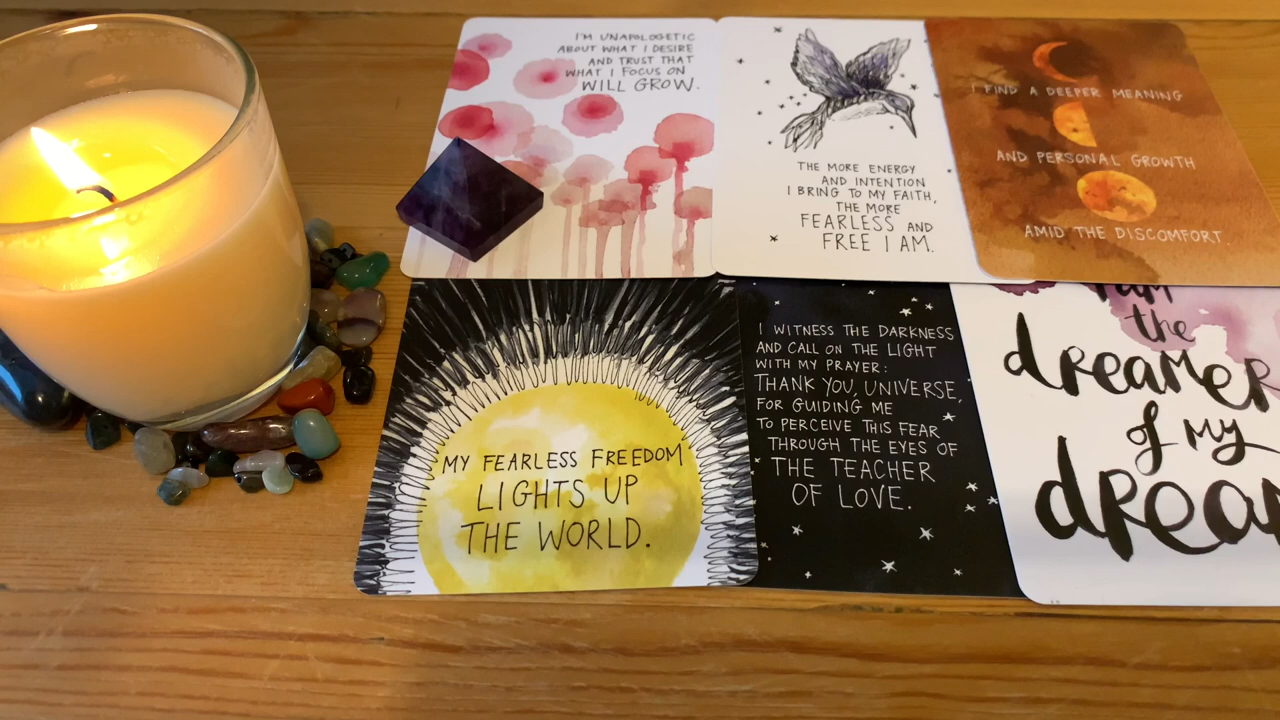 I'M UNAPOLOGETIC
ABOUT WHAT I DESIRE
AND TRUST THAT
WHAT I FOCUS ON
WILL GROW.
THE MORE ENERGY
AND INTENTION
I BRING TO MY FAITH,
THE MORE
FEARLESS AND
FREE I AM.
I FIND A DEEPER MEANING
AND PERSONAL GROWTH
AMID THE DISCOMFORT.
MY FEARLESS FREEDOM
LIGHTS UP
THE WORLD.
I WITNESS THE DARKNESS
AND CALL ON THE LIGHT
WITH MY PRAYER:
THANK YOU, UNIVERSE,
FOR GUIDING ME
TO PERCEIVE THIS FEAR
THROUGH THE EYES OF
THE TEACHER
OF LOVE.
I am
the
dreamer
of my
drea